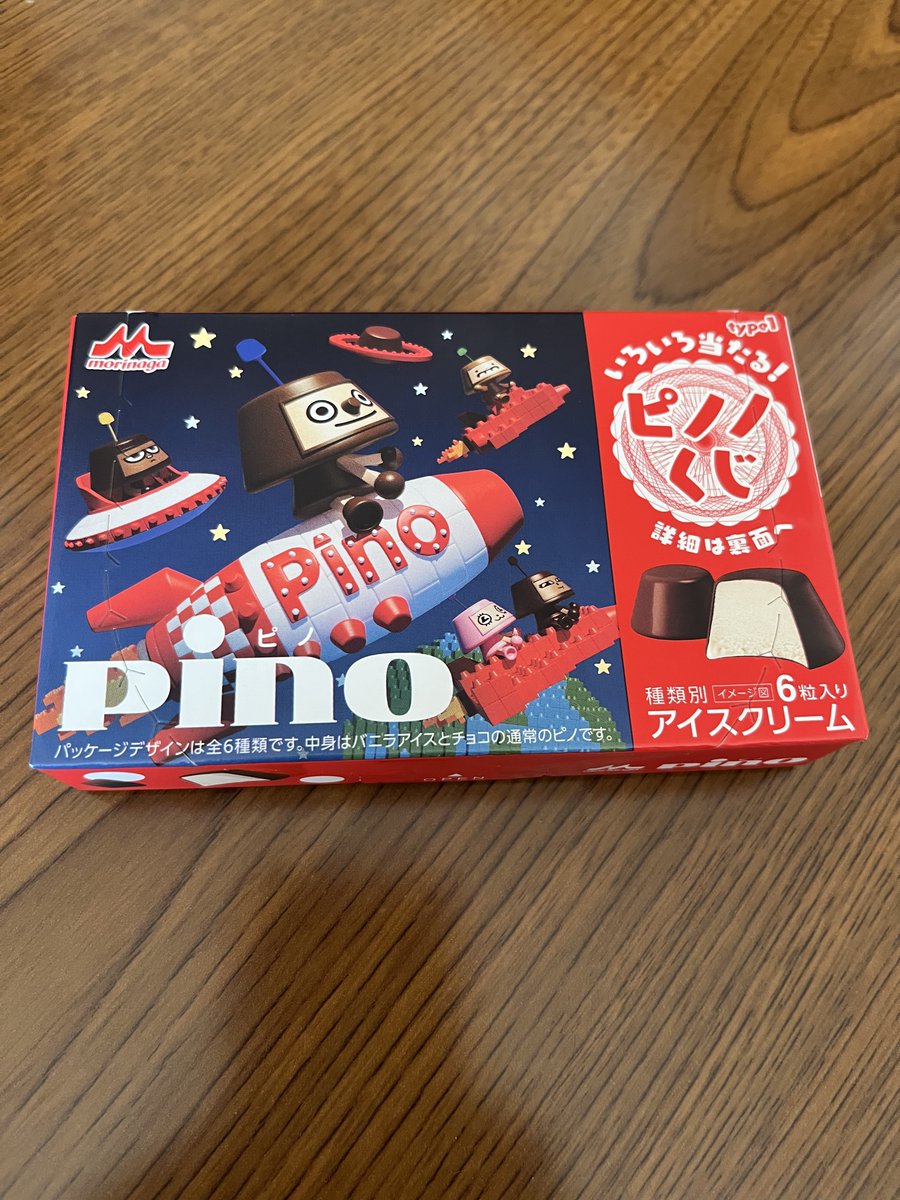 morinaga
Pino
ピノ
pino
パッケージデザインは全6種類です。中身はバニラアイスとチョコの通常のピノです。
type1
いろいろ当たる!
ピノノノ
くじ
詳細は裏面へ
種類別 イメージ図 6粒入り
アイスクリーム
OPEN
pino